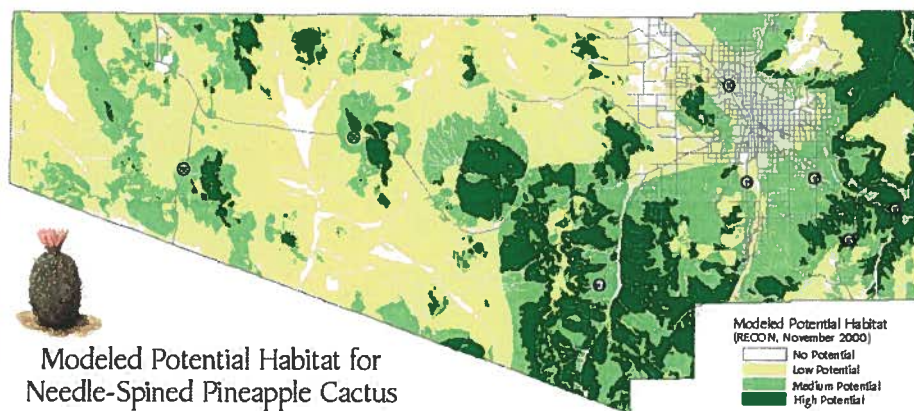 Modeled Potential Habitat for
Needle-Spined Pineapple Cactus
Modeled Potential Habitat
(RECON, November 2000)
No Potential
Low Potential
Medium Potential
High Potential